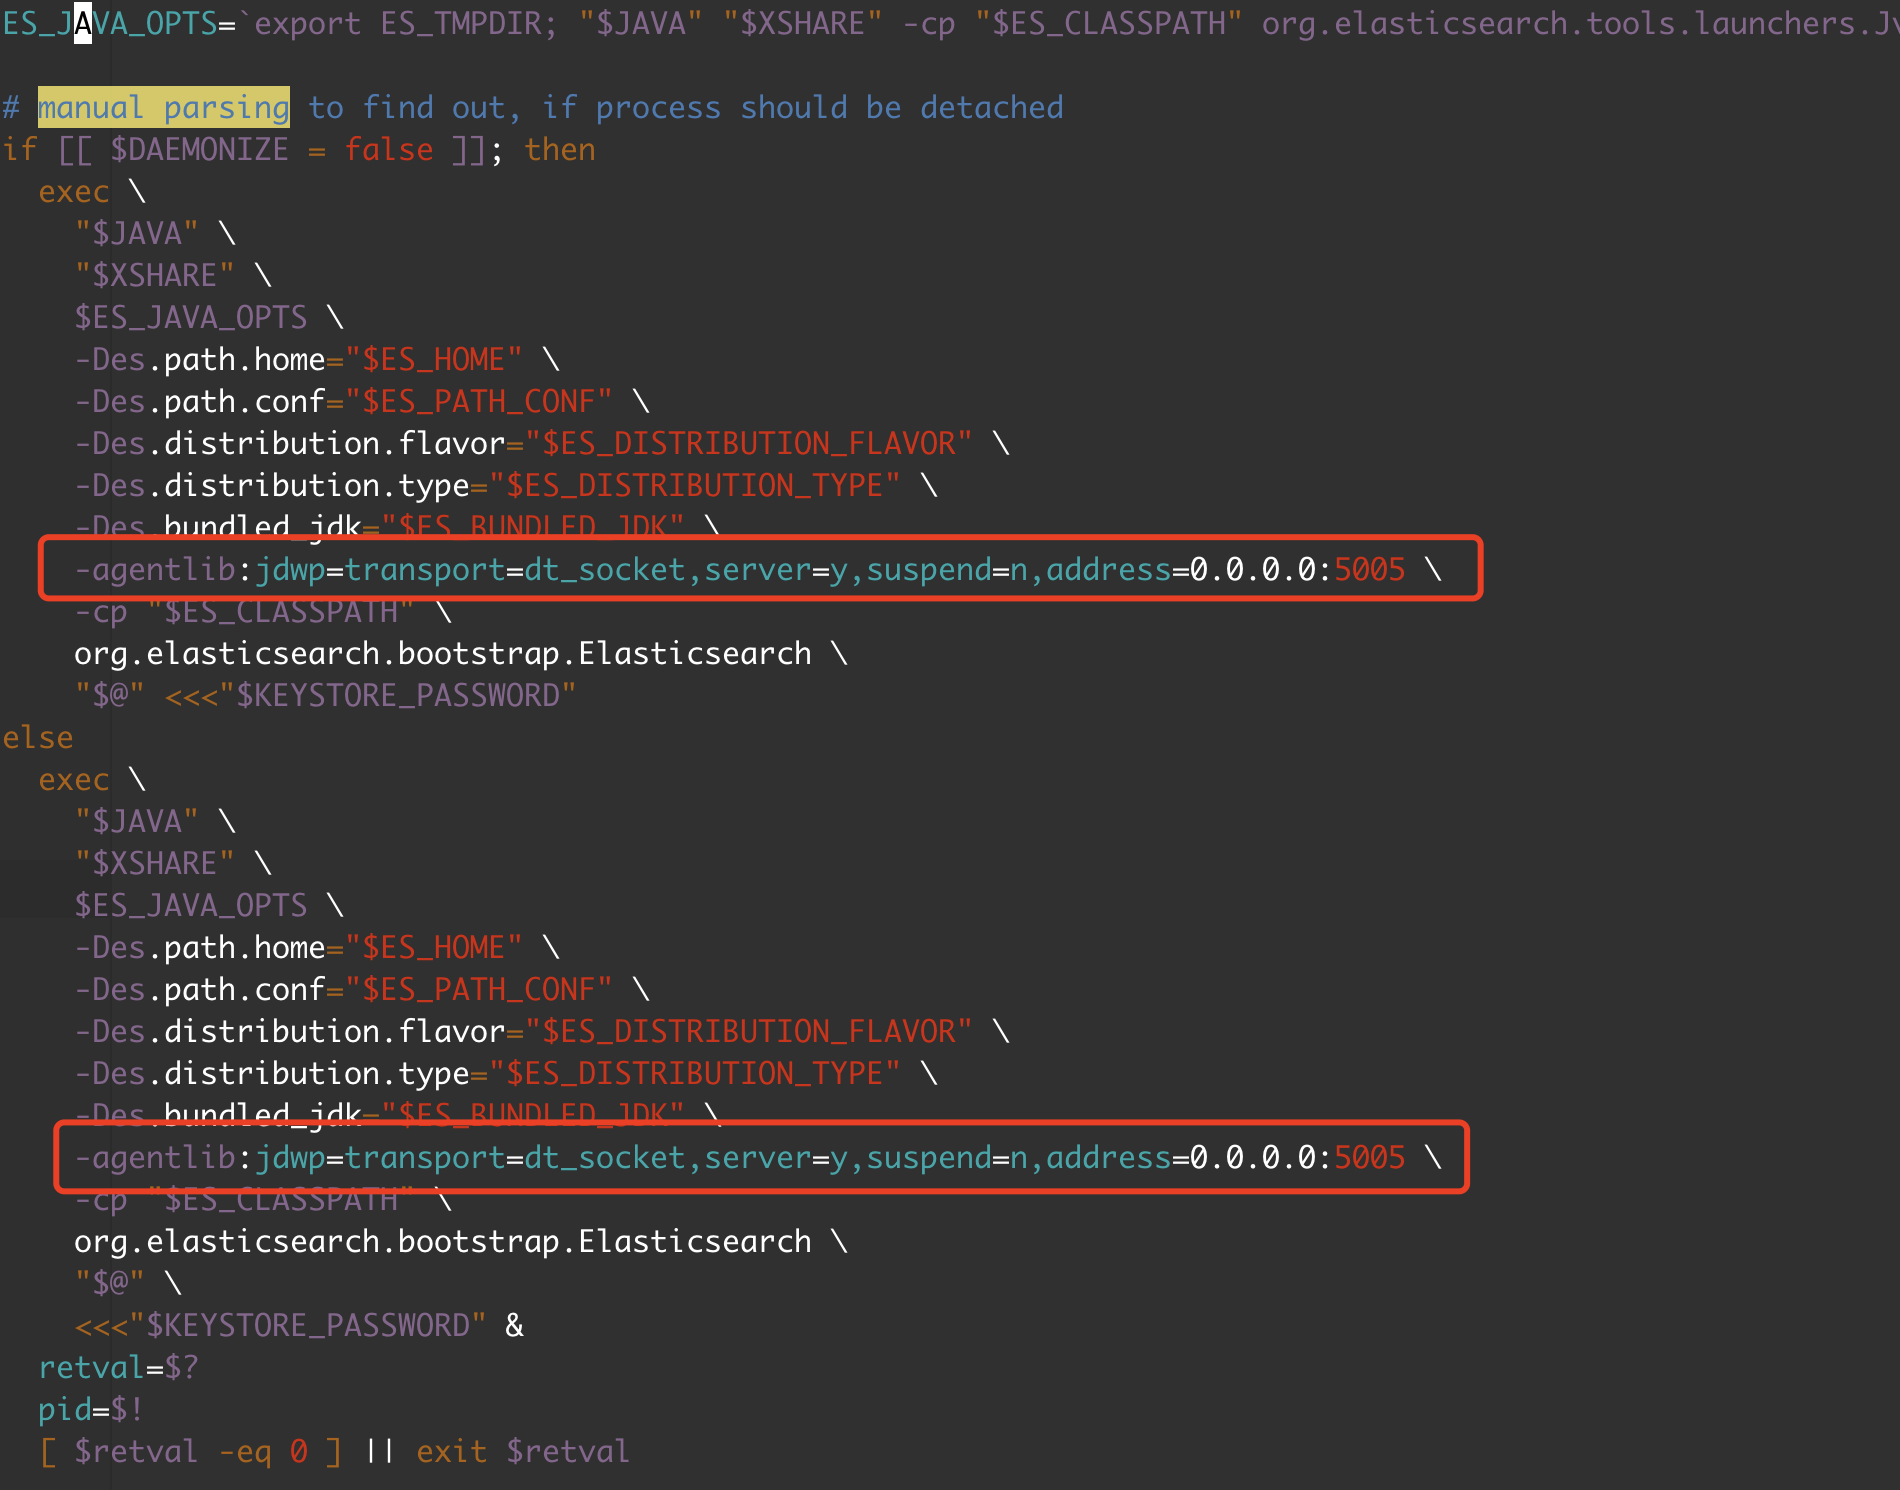 ES_JAVA_OPTS=`export ES_TMPDIR; "$JAVA" "$XSHARE" -cp "$ES_CLASSPATH" org.elasticsearch.tools.launchers.
# manual parsing to find out, if process should be detached
if [[ $DAEMONIZE = false ]]; then
  exec \
    "$JAVA" \
    "$XSHARE" \
    $ES_JAVA_OPTS \
    -Des.path.home="$ES_HOME" \
    -Des.path.conf="$ES_PATH_CONF" \
    -Des.distribution.flavor="$ES_DISTRIBUTION_FLAVOR" \
    -Des.distribution.type="$ES_DISTRIBUTION_TYPE" \
    -Des.bundled_jdk="$ES_BUNDLED_JDK" \
    -agentlib:jdwp=transport=dt_socket,server=y,suspend=n,address=0.0.0.0:5005 \
    -cp "$ES_CLASSPATH" \
    org.elasticsearch.bootstrap.Elasticsearch \
    "$@" <<<"$KEYSTORE_PASSWORD"
else
  exec \
    "$JAVA" \
    "$XSHARE" \
    $ES_JAVA_OPTS \
    -Des.path.home="$ES_HOME" \
    -Des.path.conf="$ES_PATH_CONF" \
    -Des.distribution.flavor="$ES_DISTRIBUTION_FLAVOR" \
    -Des.distribution.type="$ES_DISTRIBUTION_TYPE" \
    -Des.bundled_jdk="$ES_BUNDLED_JDK" \
    -agentlib:jdwp=transport=dt_socket,server=y,suspend=n,address=0.0.0.0:5005 \
    -cp "$ES_CLASSPATH" \
    org.elasticsearch.bootstrap.Elasticsearch \
    "$@" \
    <<<"$KEYSTORE_PASSWORD" &
  retval=$?
  pid=$!
  [ $retval -eq 0 ] || exit $retval